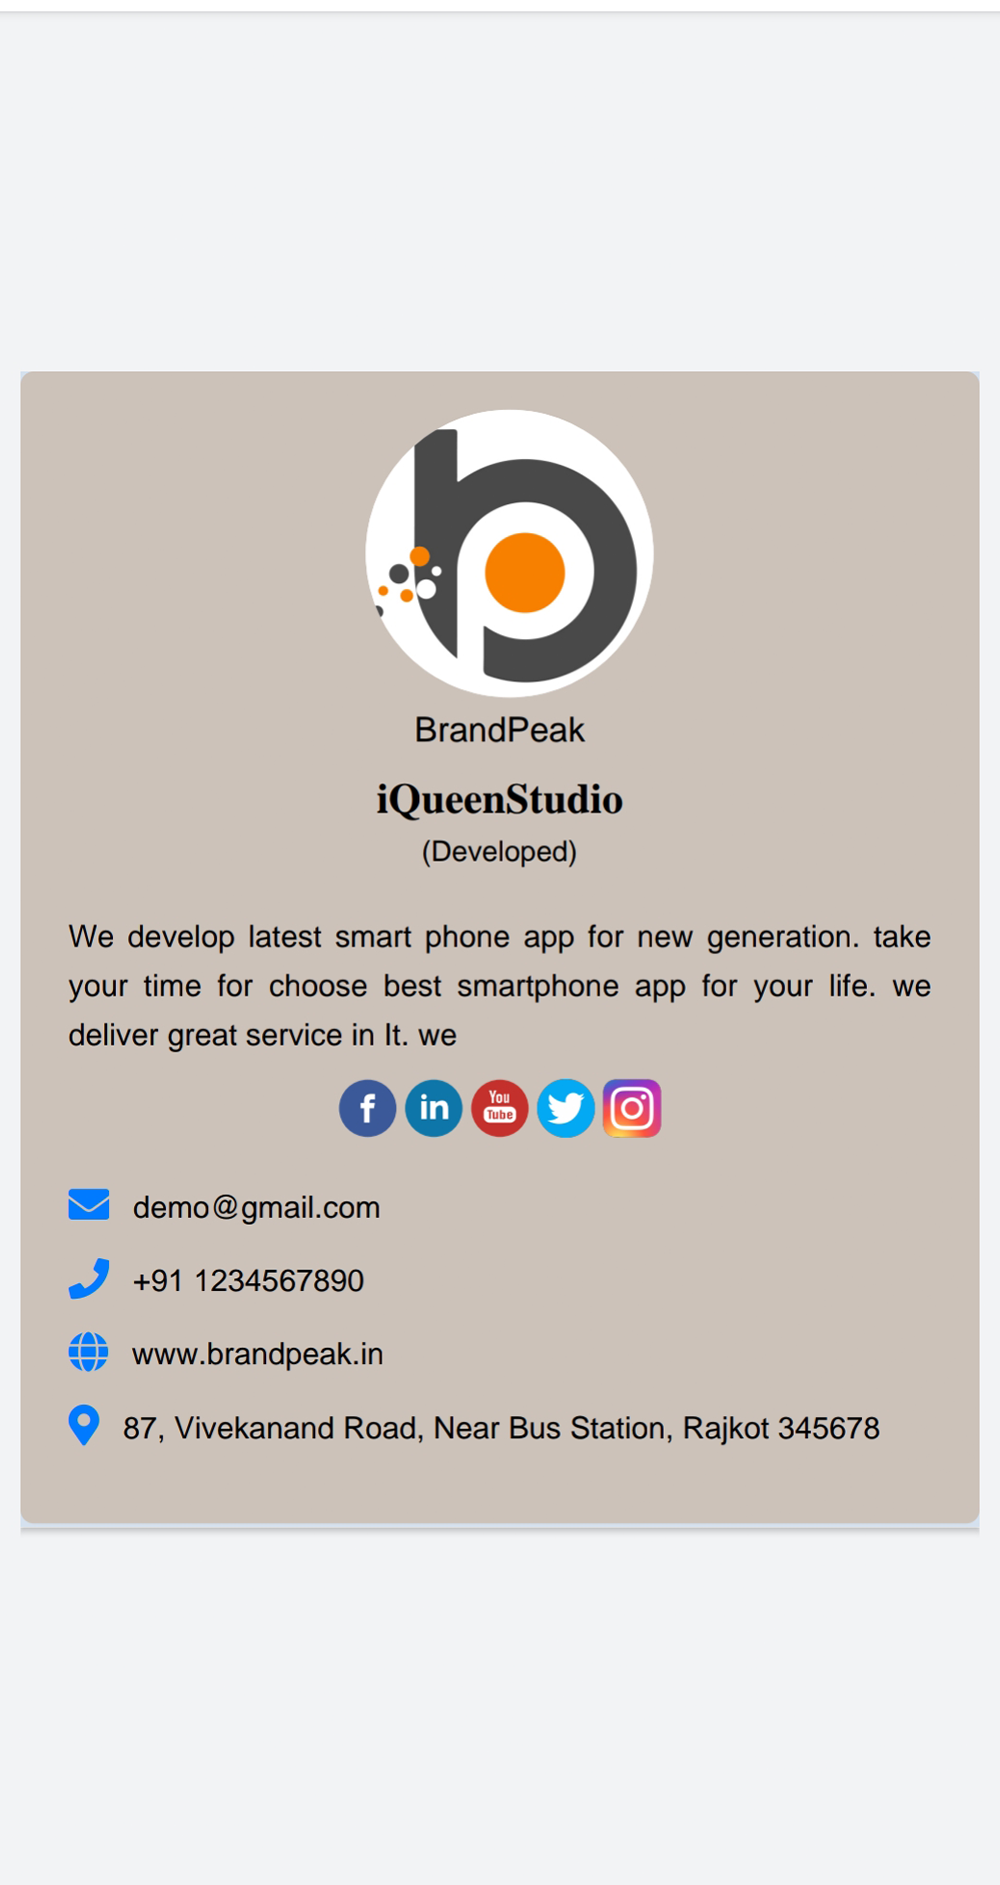 BrandPeak
iQueenStudio
(Developed)
We develop latest smart phone app for new generation. take
your time for choose best smartphone app for your life. we
deliver great service in It. we
f in You Tube
demo@gmail.com
+91 1234567890
www.brandpeak.in
87, Vivekanand Road, Near Bus Station, Rajkot 345678